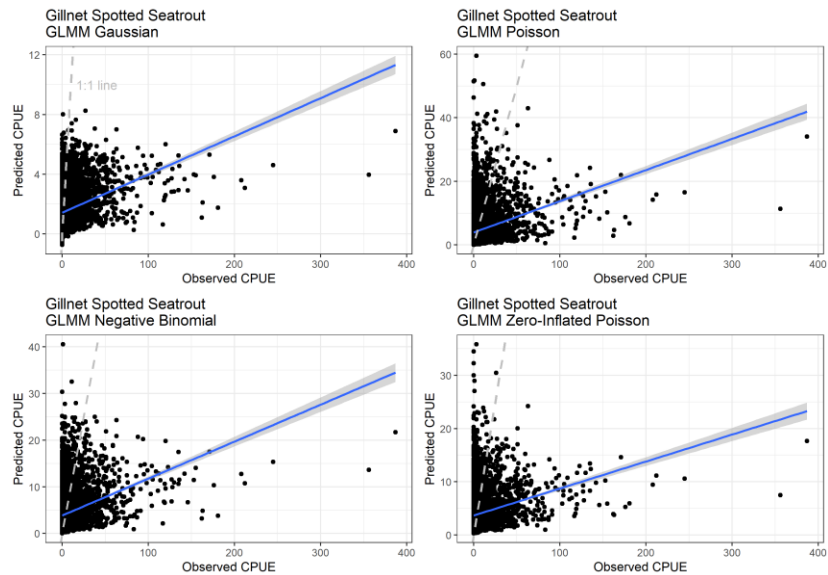 Gillnet Spotted Seatrout
GLMM Gaussian
12
8
4
0
Predicted CPUE
1:1 line
0 100 200 300 400
Observed CPUE
Gillnet Spotted Seatrout
GLMM Poisson
60
40
20
0
Predicted CPUE
0 100 200 300 400
Observed CPUE
Gillnet Spotted Seatrout
GLMM Negative Binomial
40
30
20
10
0
Predicted CPUE
0 100 200 300 400
Observed CPUE
Gillnet Spotted Seatrout
GLMM Zero-Inflated Poisson
30
20
10
0
Predicted CPUE
0 100 200 300 400
Observed CPUE